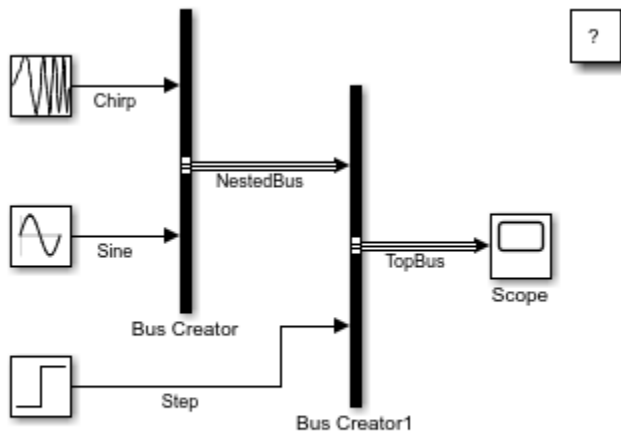 ?
Chirp
NestedBus
Sine
TopBus
Scope
Bus Creator
Step
Bus Creator1